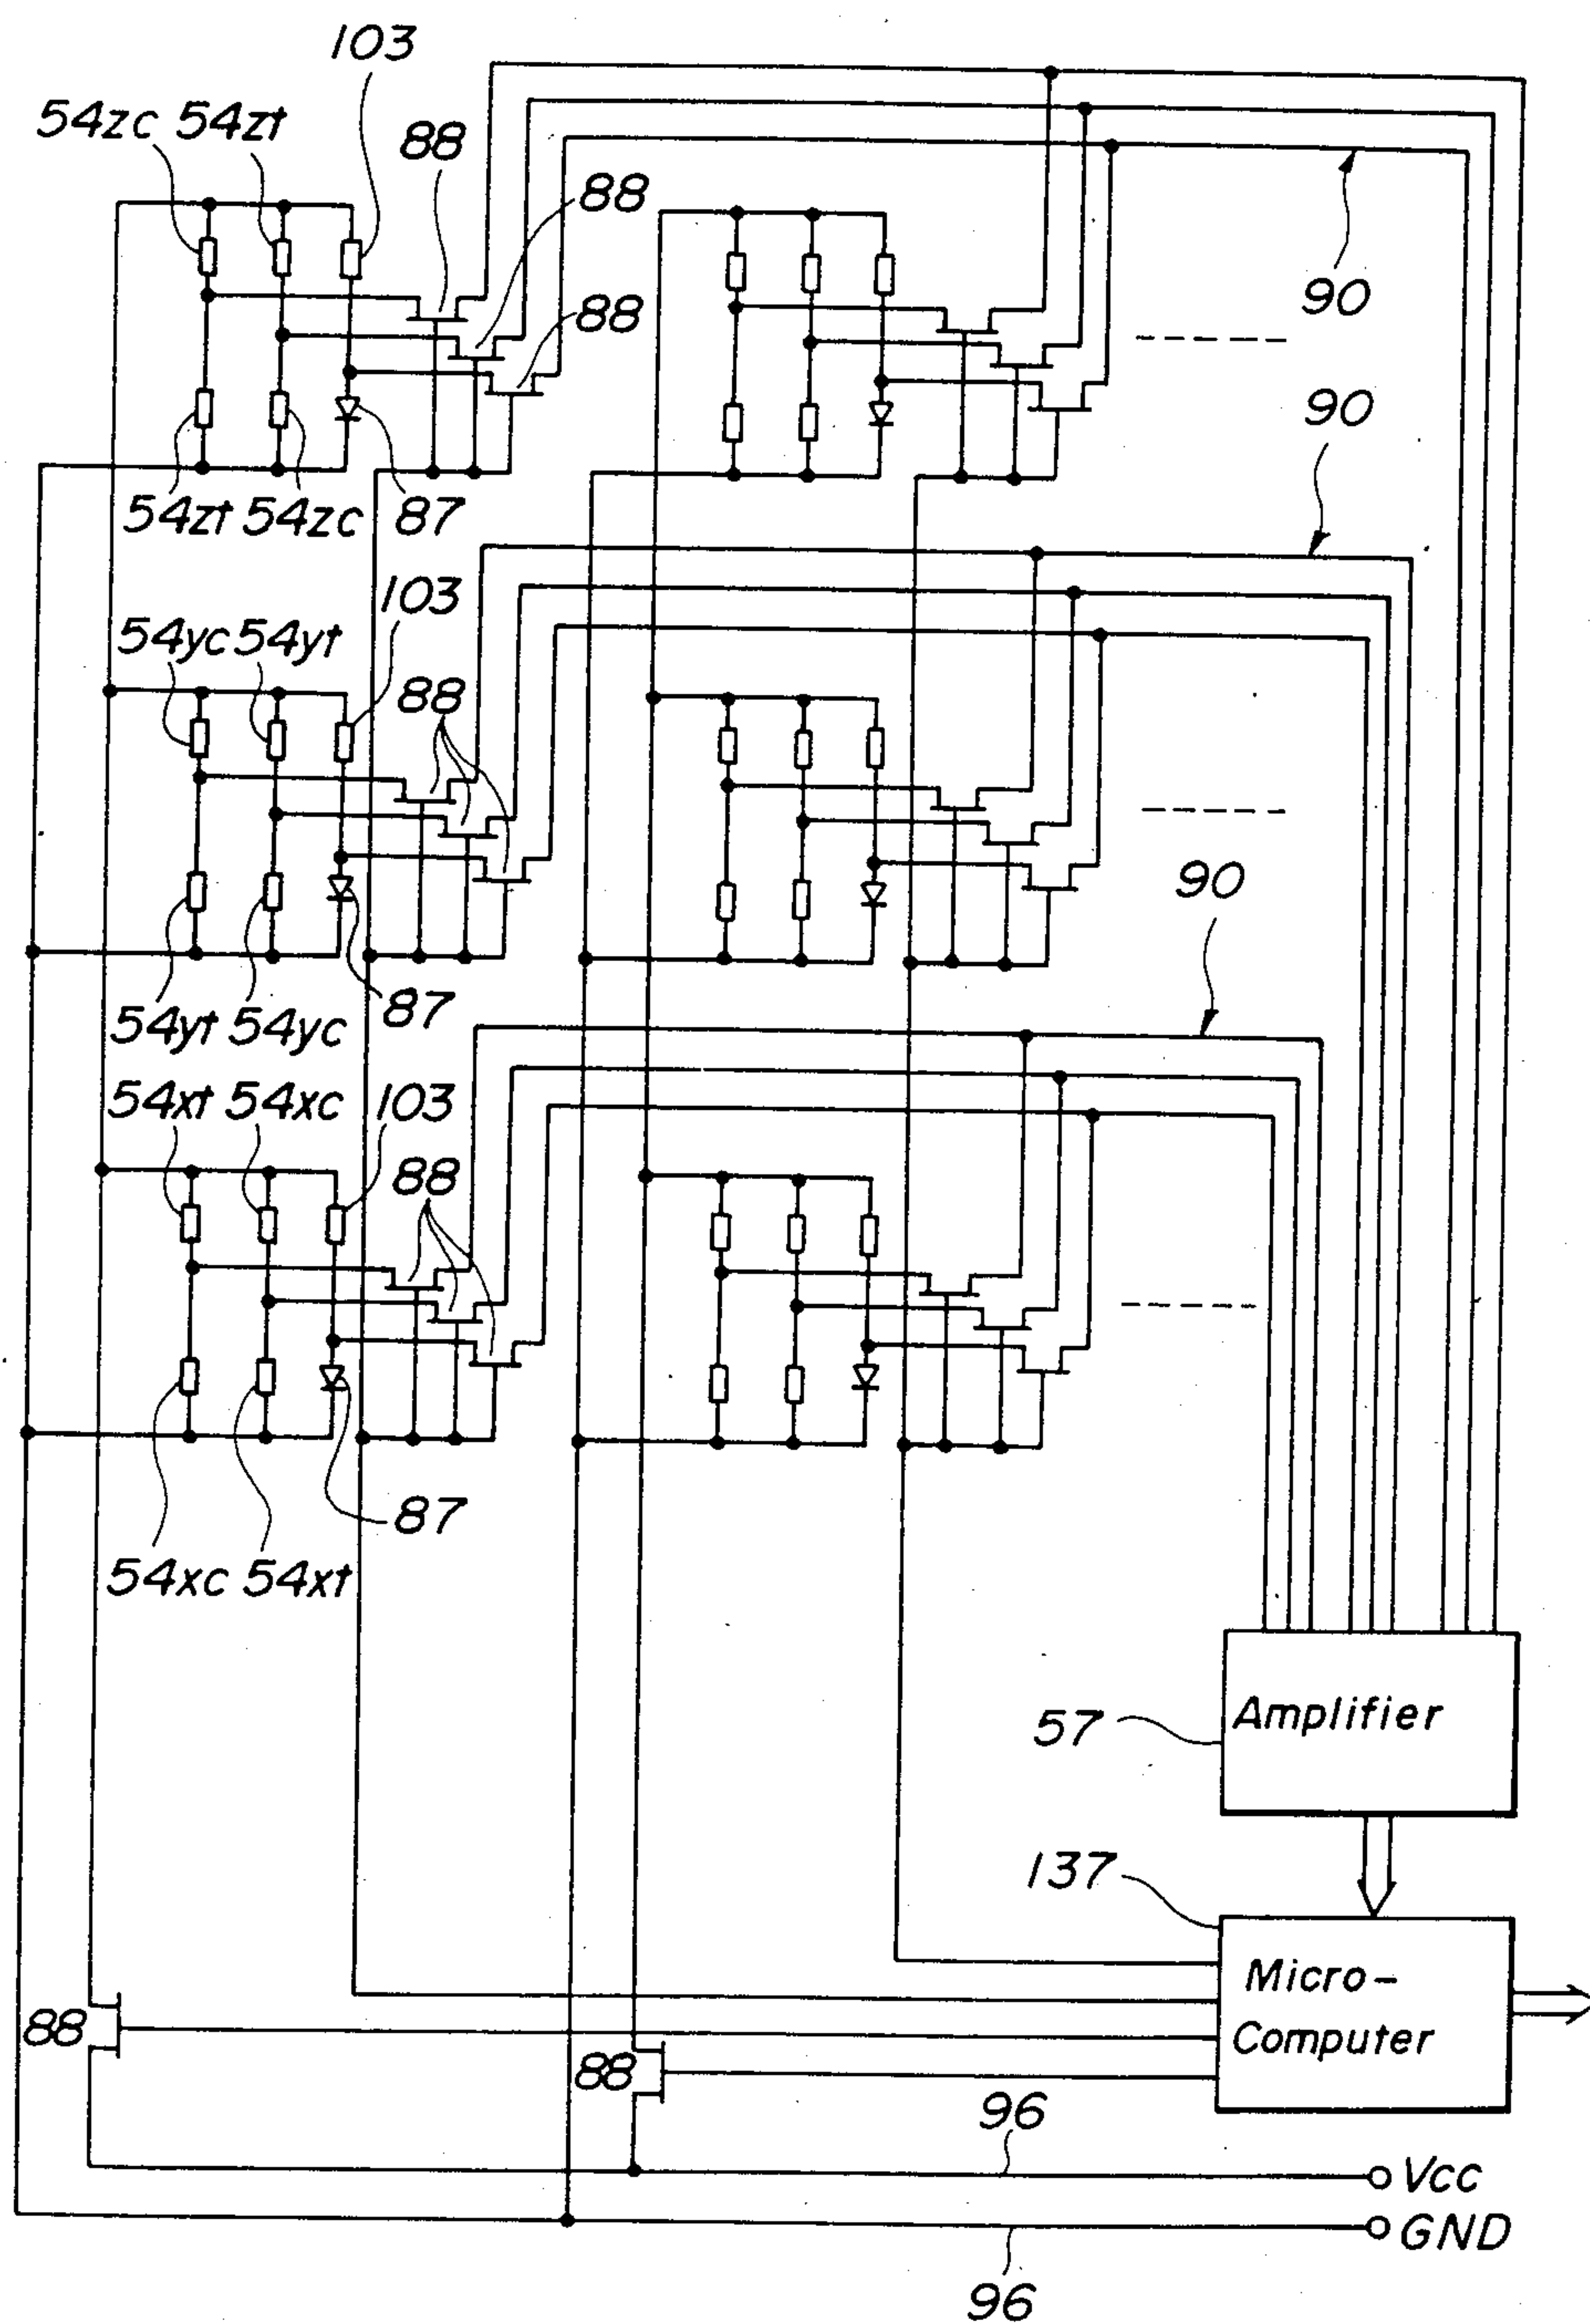 103
54zc 54zt
88
88
88
90
54zt 54zc 87
90
103
54yc 54yt
88
90
54yt 54yc 87
54xt 54xc 103
88
87
54xc 54xt
57
Amplifier
137
Micro-
Computer
88
88
96
Vcc
GND
96